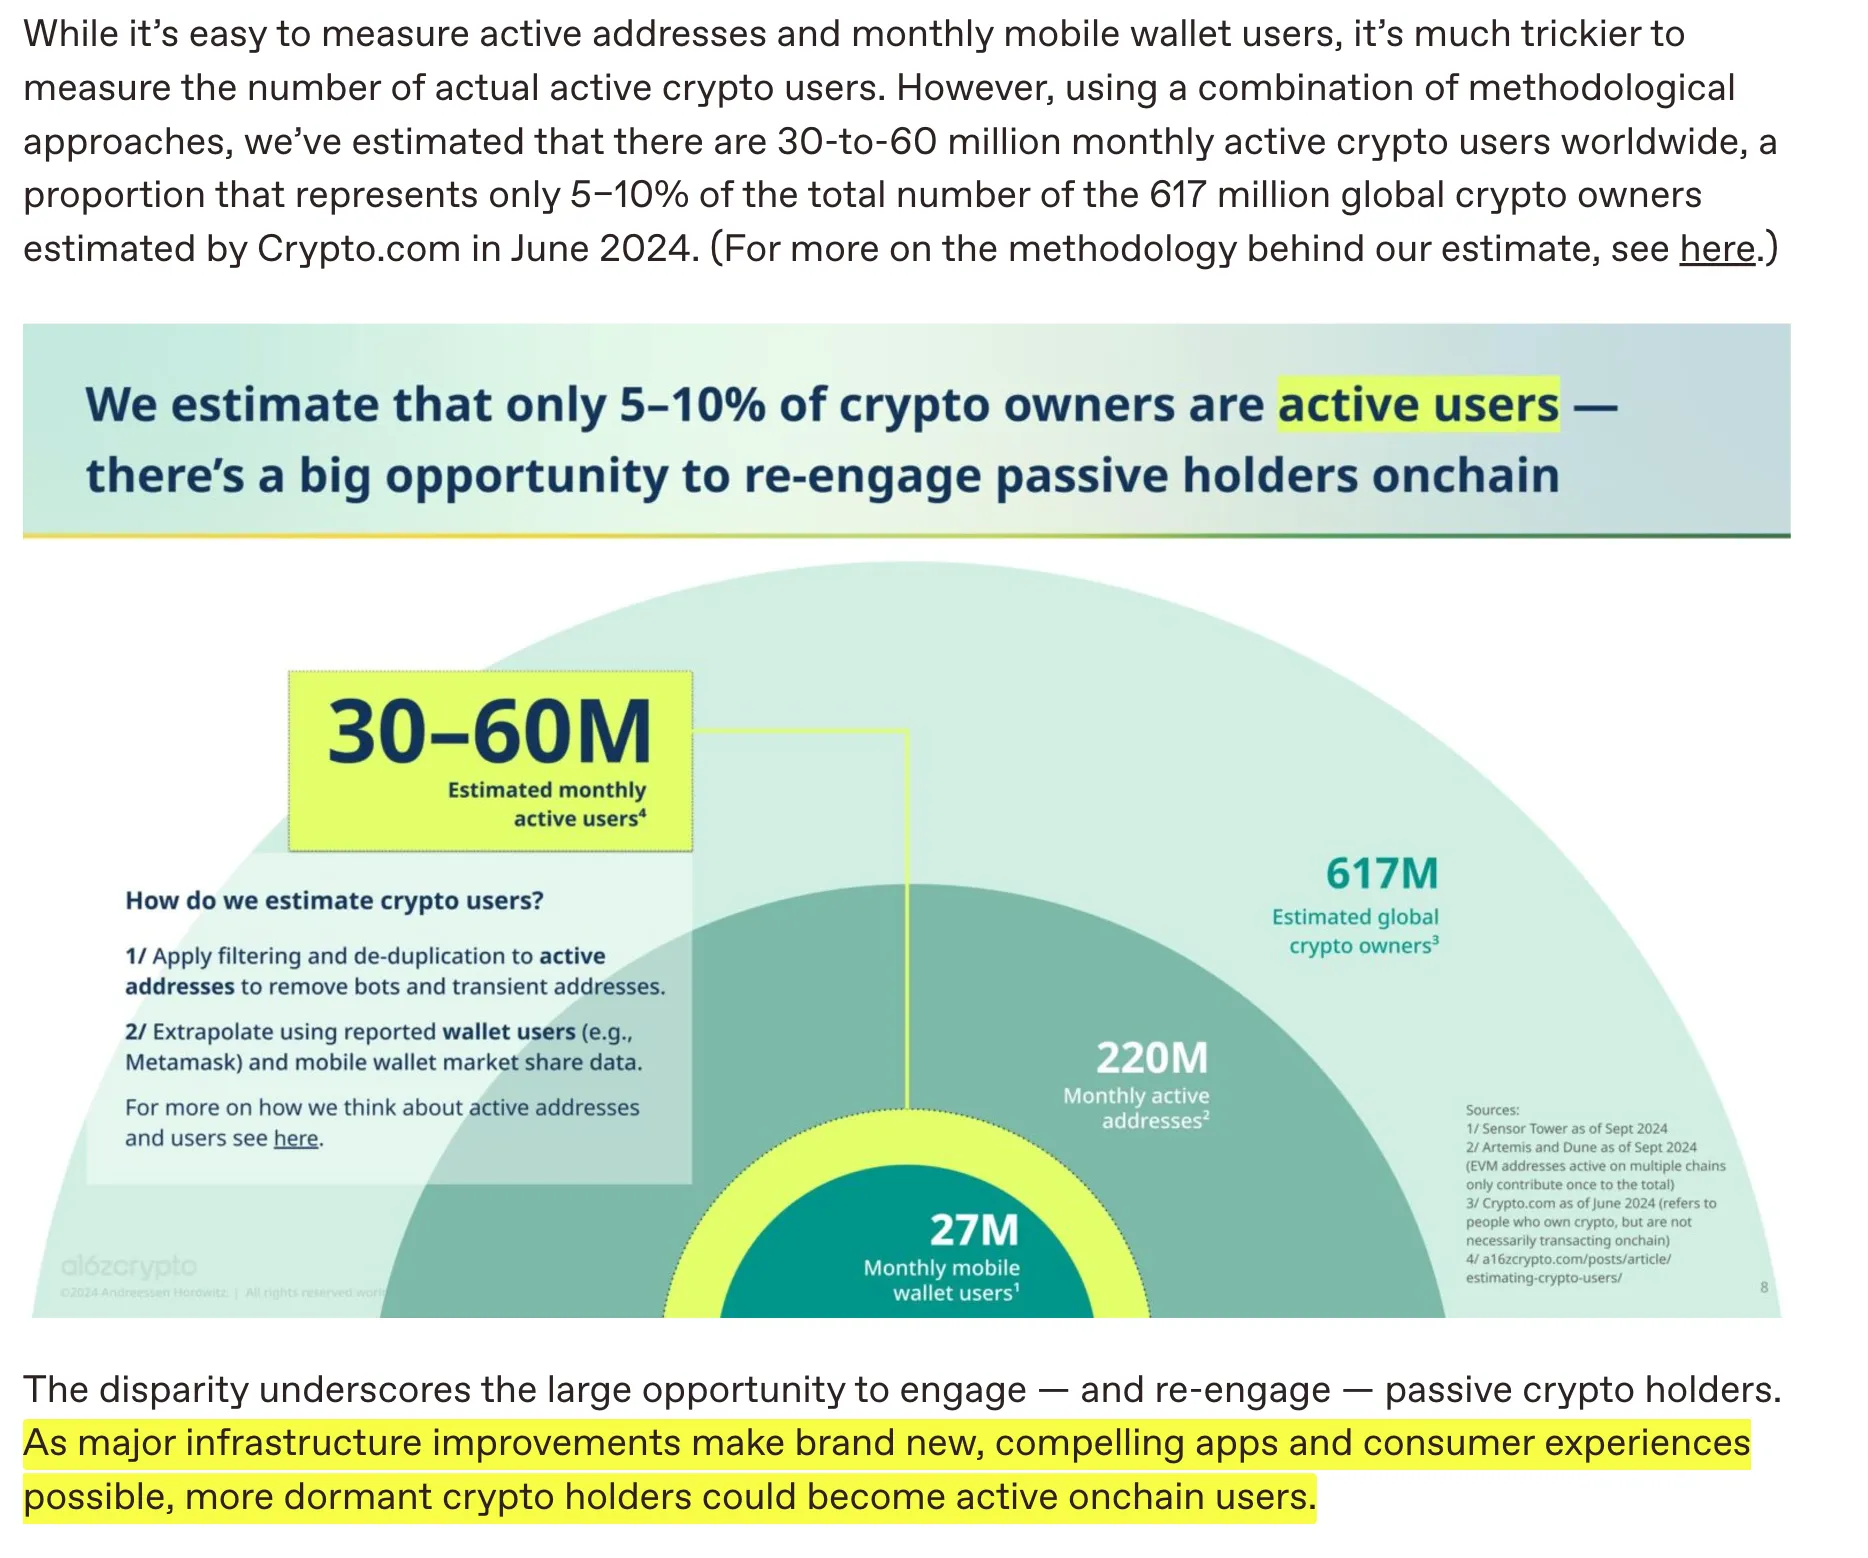 While it’s easy to measure active addresses and monthly mobile wallet users, it’s much trickier to
measure the number of actual active crypto users. However, using a combination of methodological
approaches, we’ve estimated that there are 30-to-60 million monthly active crypto users worldwide, a
proportion that represents only 5–10% of the total number of the 617 million global crypto owners
estimated by Crypto.com in June 2024. (For more on the methodology behind our estimate, see here.)
We estimate that only 5–10% of crypto owners are active users —
there’s a big opportunity to re-engage passive holders onchain
30–60M
Estimated monthly
active users⁴
How do we estimate crypto users?
1/ Apply filtering and de-duplication to active
addresses to remove bots and transient addresses.
2/ Extrapolate using reported wallet users (e.g.,
Metamask) and mobile wallet market share data.
For more on how we think about active addresses
and users see here.
617M
Estimated global
crypto owners³
220M
Monthly active
addresses²
27M
Monthly mobile
wallet users¹
Sources:
1/ Sensor Tower as of Sept 2024
2/ Artemis and Dune as of Sept 2024
(EVM addresses active on multiple chains
only contribute once to the total)
3/ Crypto.com as of June 2024 (refers to
people who own crypto, but are not
necessarily transacting onchain)
4/ a16zcrypto.com/posts/article/
estimating-crypto-users/
8
a16zcrypto
©2024 Andreessen Horowitz | All rights reserved
The disparity underscores the large opportunity to engage — and re-engage — passive crypto holders.
As major infrastructure improvements make brand new, compelling apps and consumer experiences
possible, more dormant crypto holders could become active onchain users.